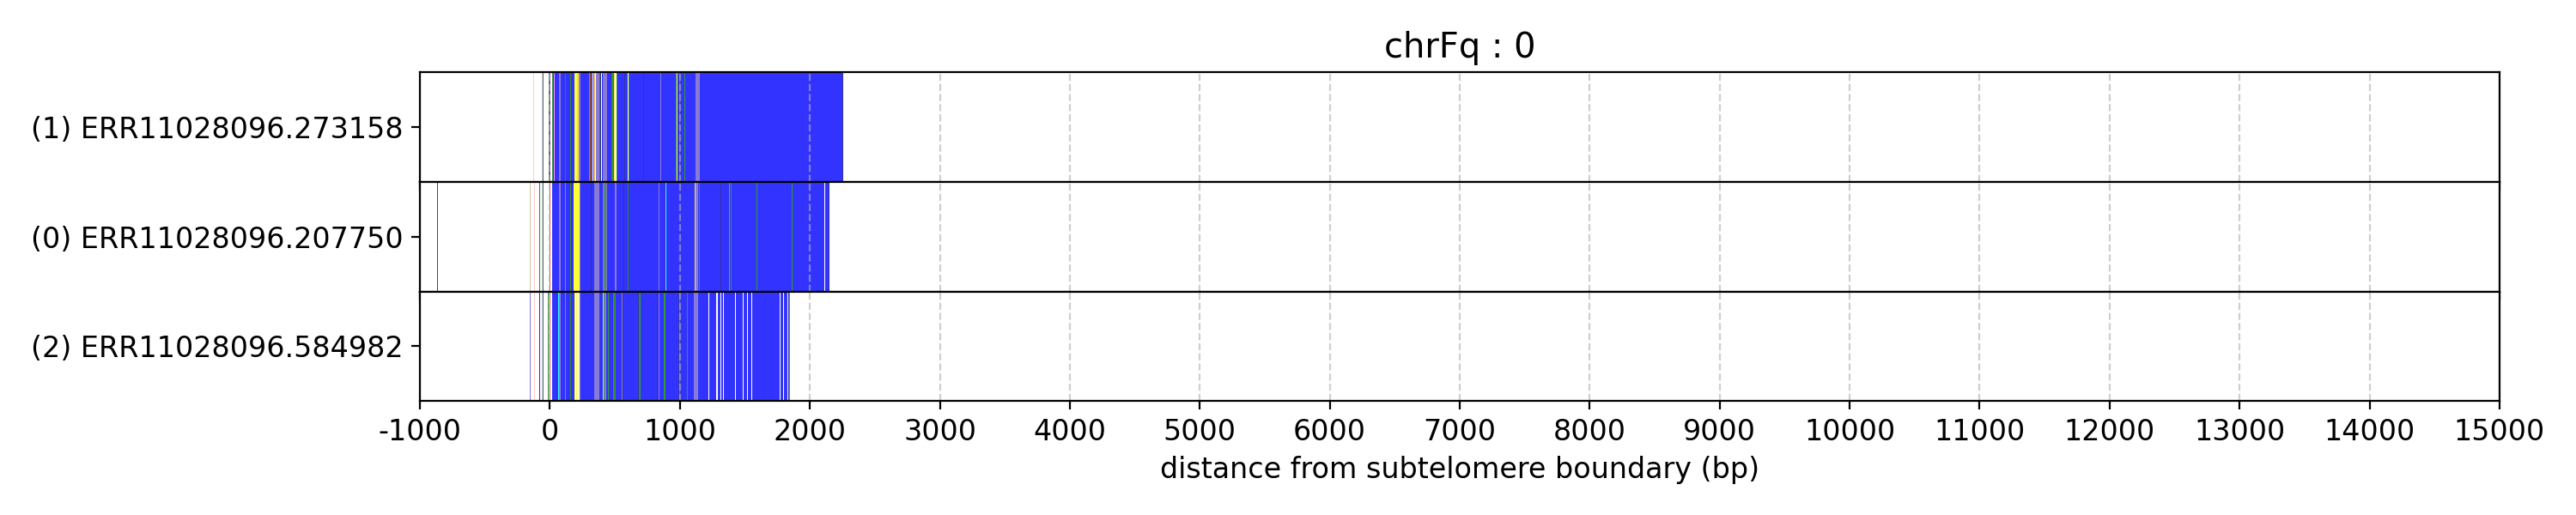 chrFq : 0
(1) ERR11028096.273158
(0) ERR11028096.207750
(2) ERR11028096.584982
-1000 0 1000 2000 3000 4000 5000 6000 7000 8000 9000 10000 11000 12000 13000 14000 15000
distance from subtelomere boundary (bp)